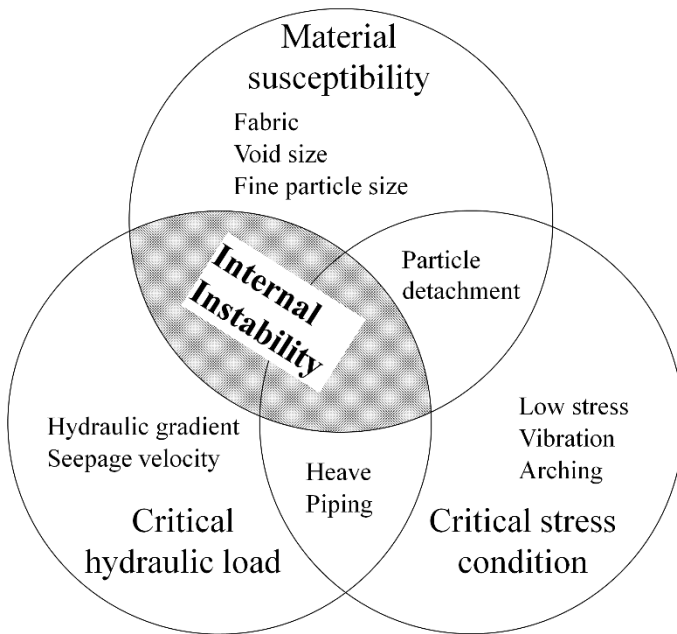 Material
susceptibility
Fabric
Void size
Fine particle size
Internal
Instability
Particle
detachment
Hydraulic gradient
Seepage velocity
Low stress
Vibration
Arching
Heave
Piping
Critical
hydraulic load
Critical stress
condition